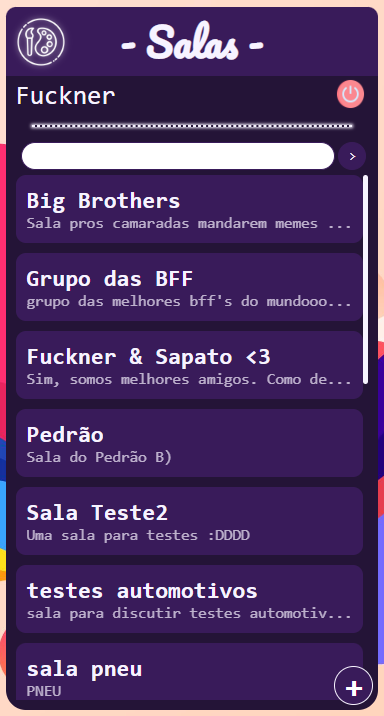 - Salas -
Fuckner
>
Big Brothers
Sala pros camaradas mandarem memes ...
Grupo das BFF
grupo das melhores bff's do mundooo...
Fuckner & Sapato <3
Sim, somos melhores amigos. Como de...
Pedrão
Sala do Pedrão B)
Sala Teste2
Uma sala para testes :DDDD
testes automotivos
sala para discutir testes automotiv...
sala pneu
PNEU
+